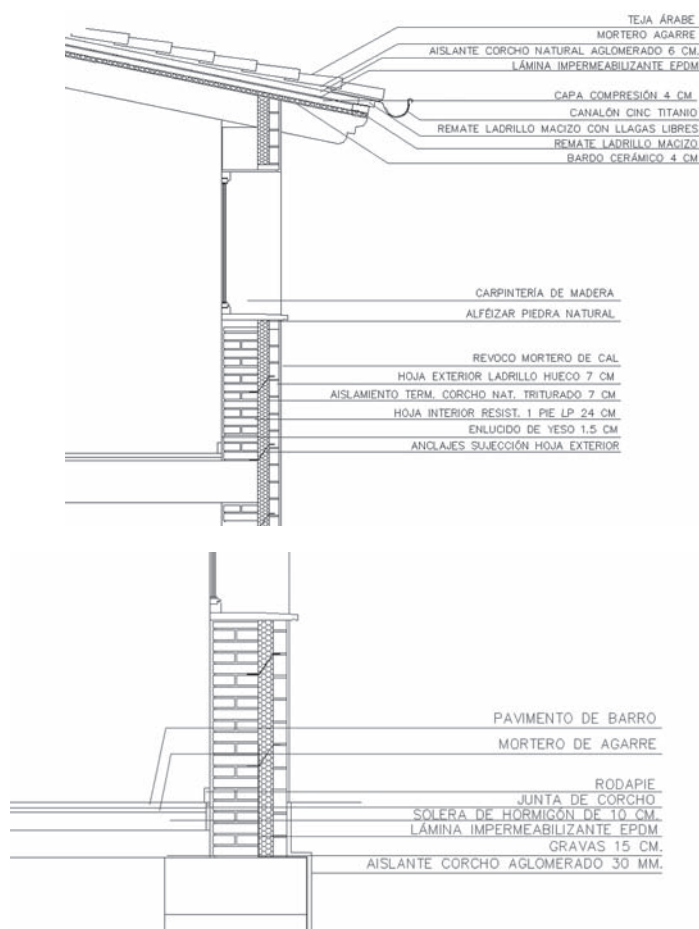 TEJA ÁRABE
MORTERO AGARRE
AISLANTE CORCHO NATURAL AGLOMERADO 6 CM.
LÁMINA IMPERMEABILIZANTE EPDM
CAPA COMPRESIÓN 4 CM
CANALÓN CINC TITANIO
REMATE LADRILLO MACIZO CON LLAGAS LIBRES
REMATE LADRILLO MACIZO
BARDO CERÁMICO 4 CM
CARPINTERÍA DE MADERA
ALFÉIZAR PIEDRA NATURAL
REVOCO MORTERO DE CAL
HOJA EXTERIOR LADRILLO HUECO 7 CM
AISLAMIENTO TERM. CORCHO NAT. TRITURADO 7 CM
HOJA INTERIOR RESIST. 1 PIE LP 24 CM
ENLUCIDO DE YESO 1.5 CM
ANCLAJES SUJECCIÓN HOJA EXTERIOR
PAVIMENTO DE BARRO
MORTERO DE AGARRE
RODAPIE
JUNTA DE CORCHO
SOLERA DE HORMIGÓN DE 10 CM.
LÁMINA IMPERMEABILIZANTE EPDM
GRAVAS 15 CM.
AISLANTE CORCHO AGLOMERADO 30 MM.